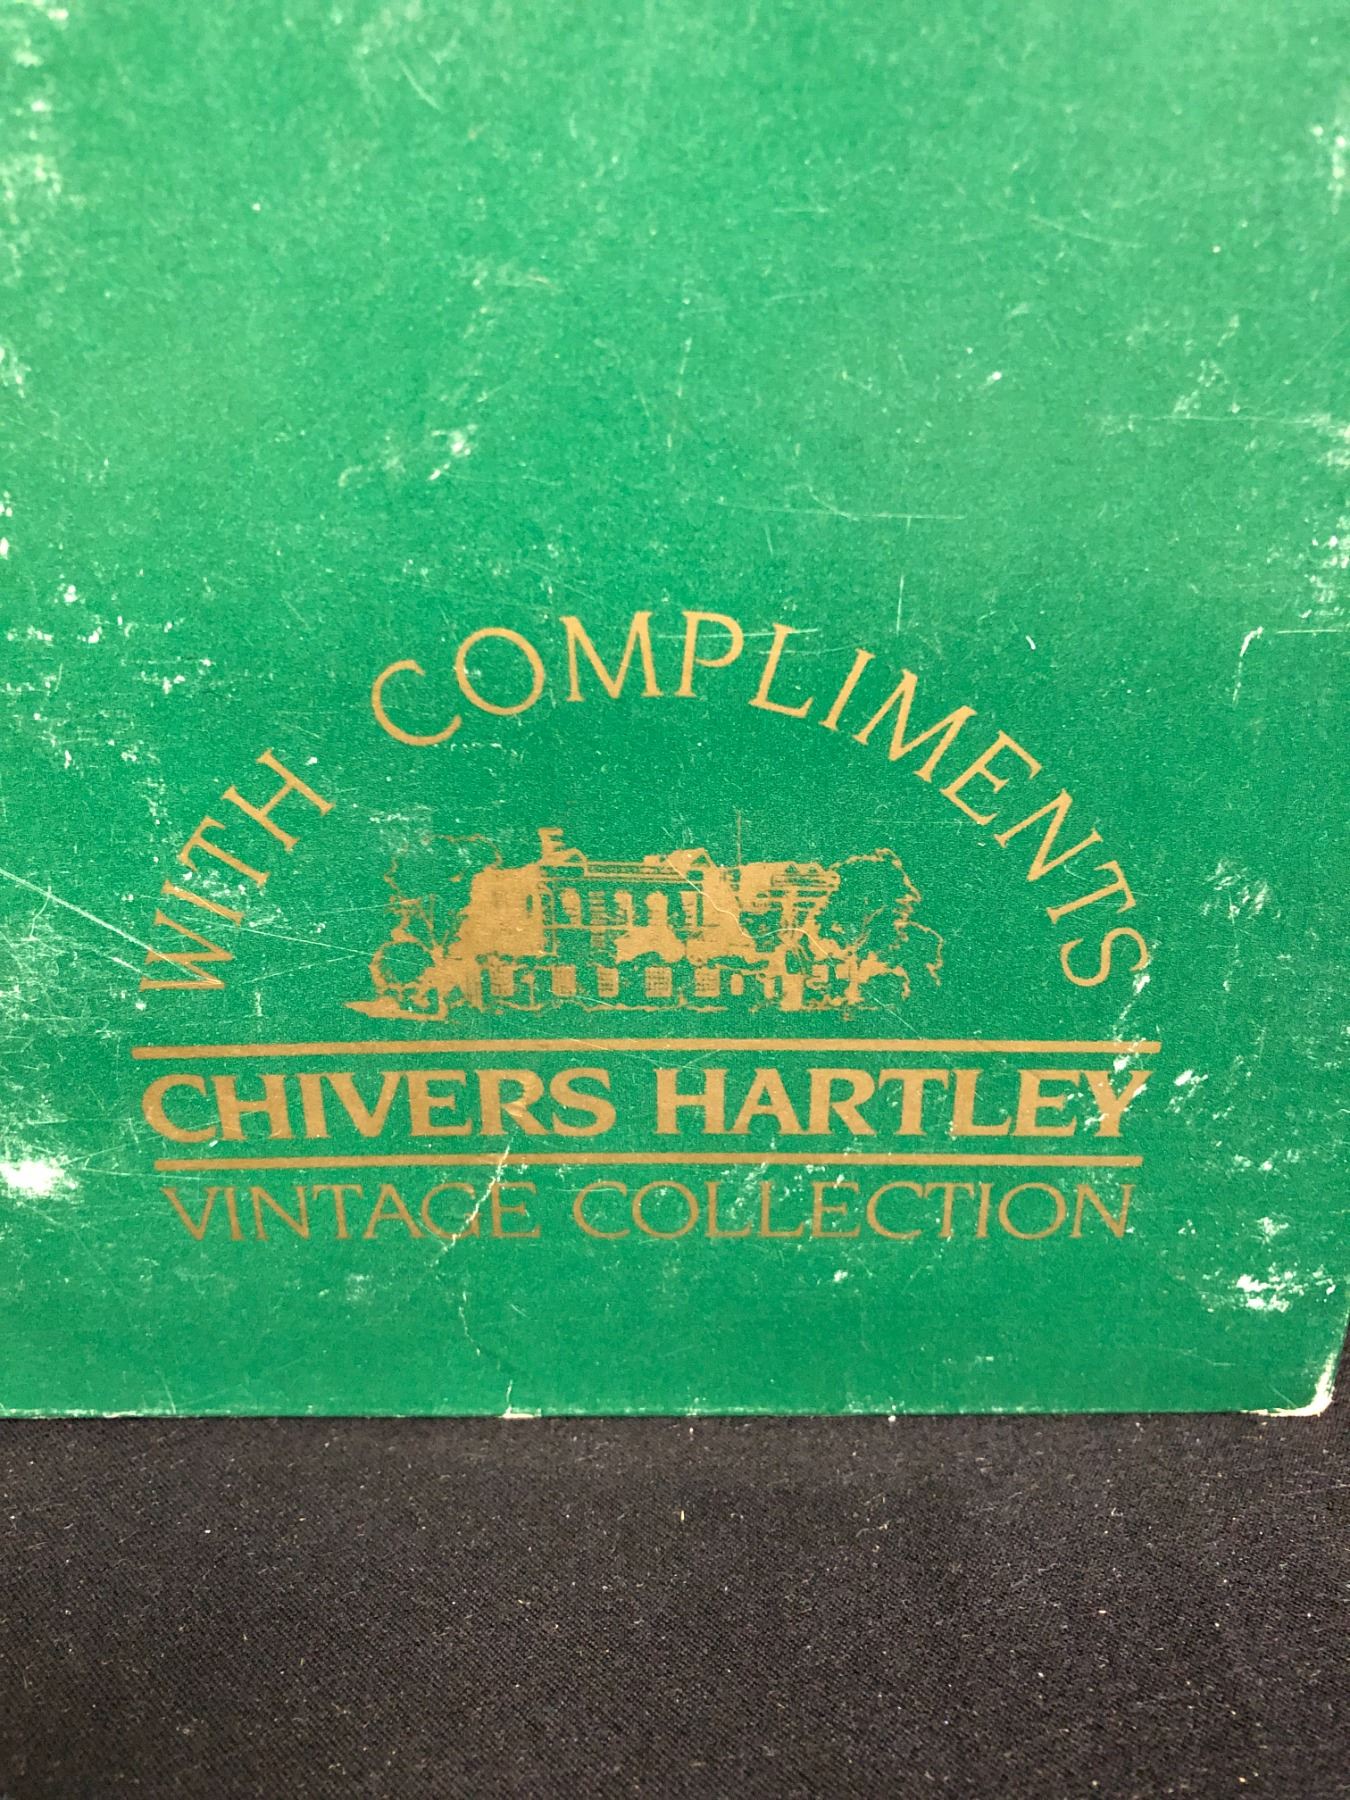 WITH COMPLIMENTS
CHIVERS HARTLEY
VINTAGE COLLECTION